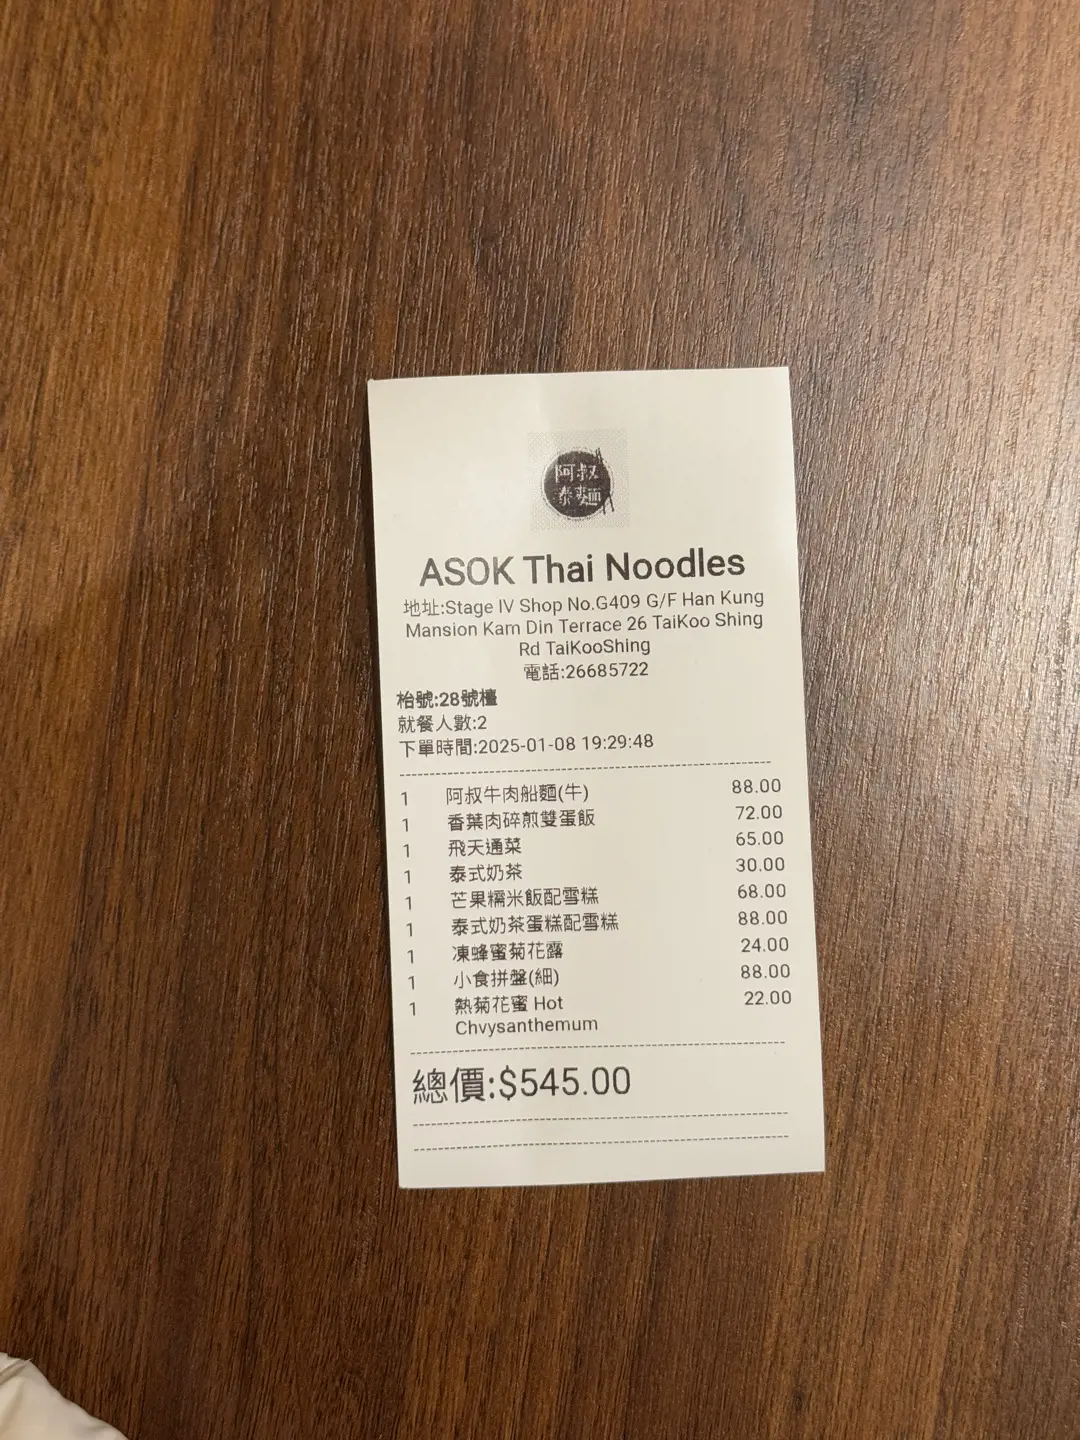 阿叔
泰麵
ASOK Thai Noodles
地址:Stage IV Shop No.G409 G/F Han Kung
Mansion Kam Din Terrace 26 TaiKoo Shing
Rd TaiKooShing
電話:26685722
枱號:28號檯
就餐人數:2
下單時間:2025-01-08 19:29:48
1 阿叔牛肉船麵(牛) 88.00
1 香葉肉碎煎雙蛋飯 72.00
1 飛天通菜 65.00
1 泰式奶茶 30.00
1 芒果糯米飯配雪糕 68.00
1 泰式奶茶蛋糕配雪糕 88.00
1 凍蜂蜜菊花露 24.00
1 小食拼盤(細) 88.00
1 熱菊花蜜 Hot 22.00
Chvysanthemum
總價:$545.00